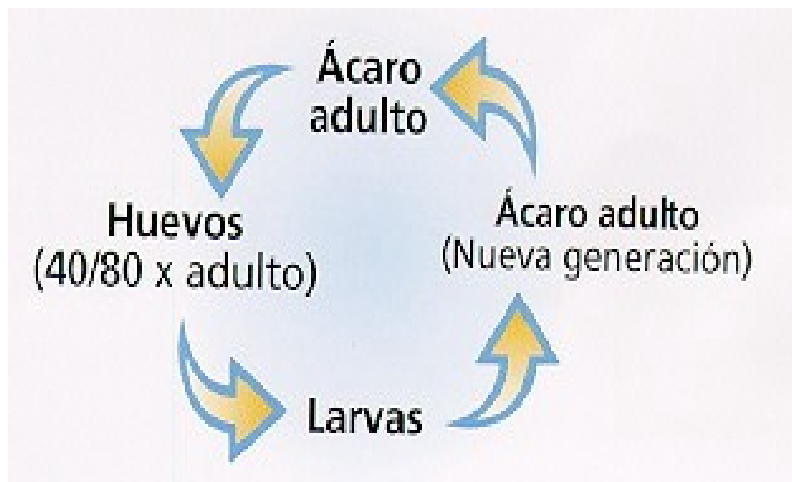 Ácaro
adulto
Huevos
(40/80 x adulto)
Ácaro adulto
(Nueva generación)
Larvas